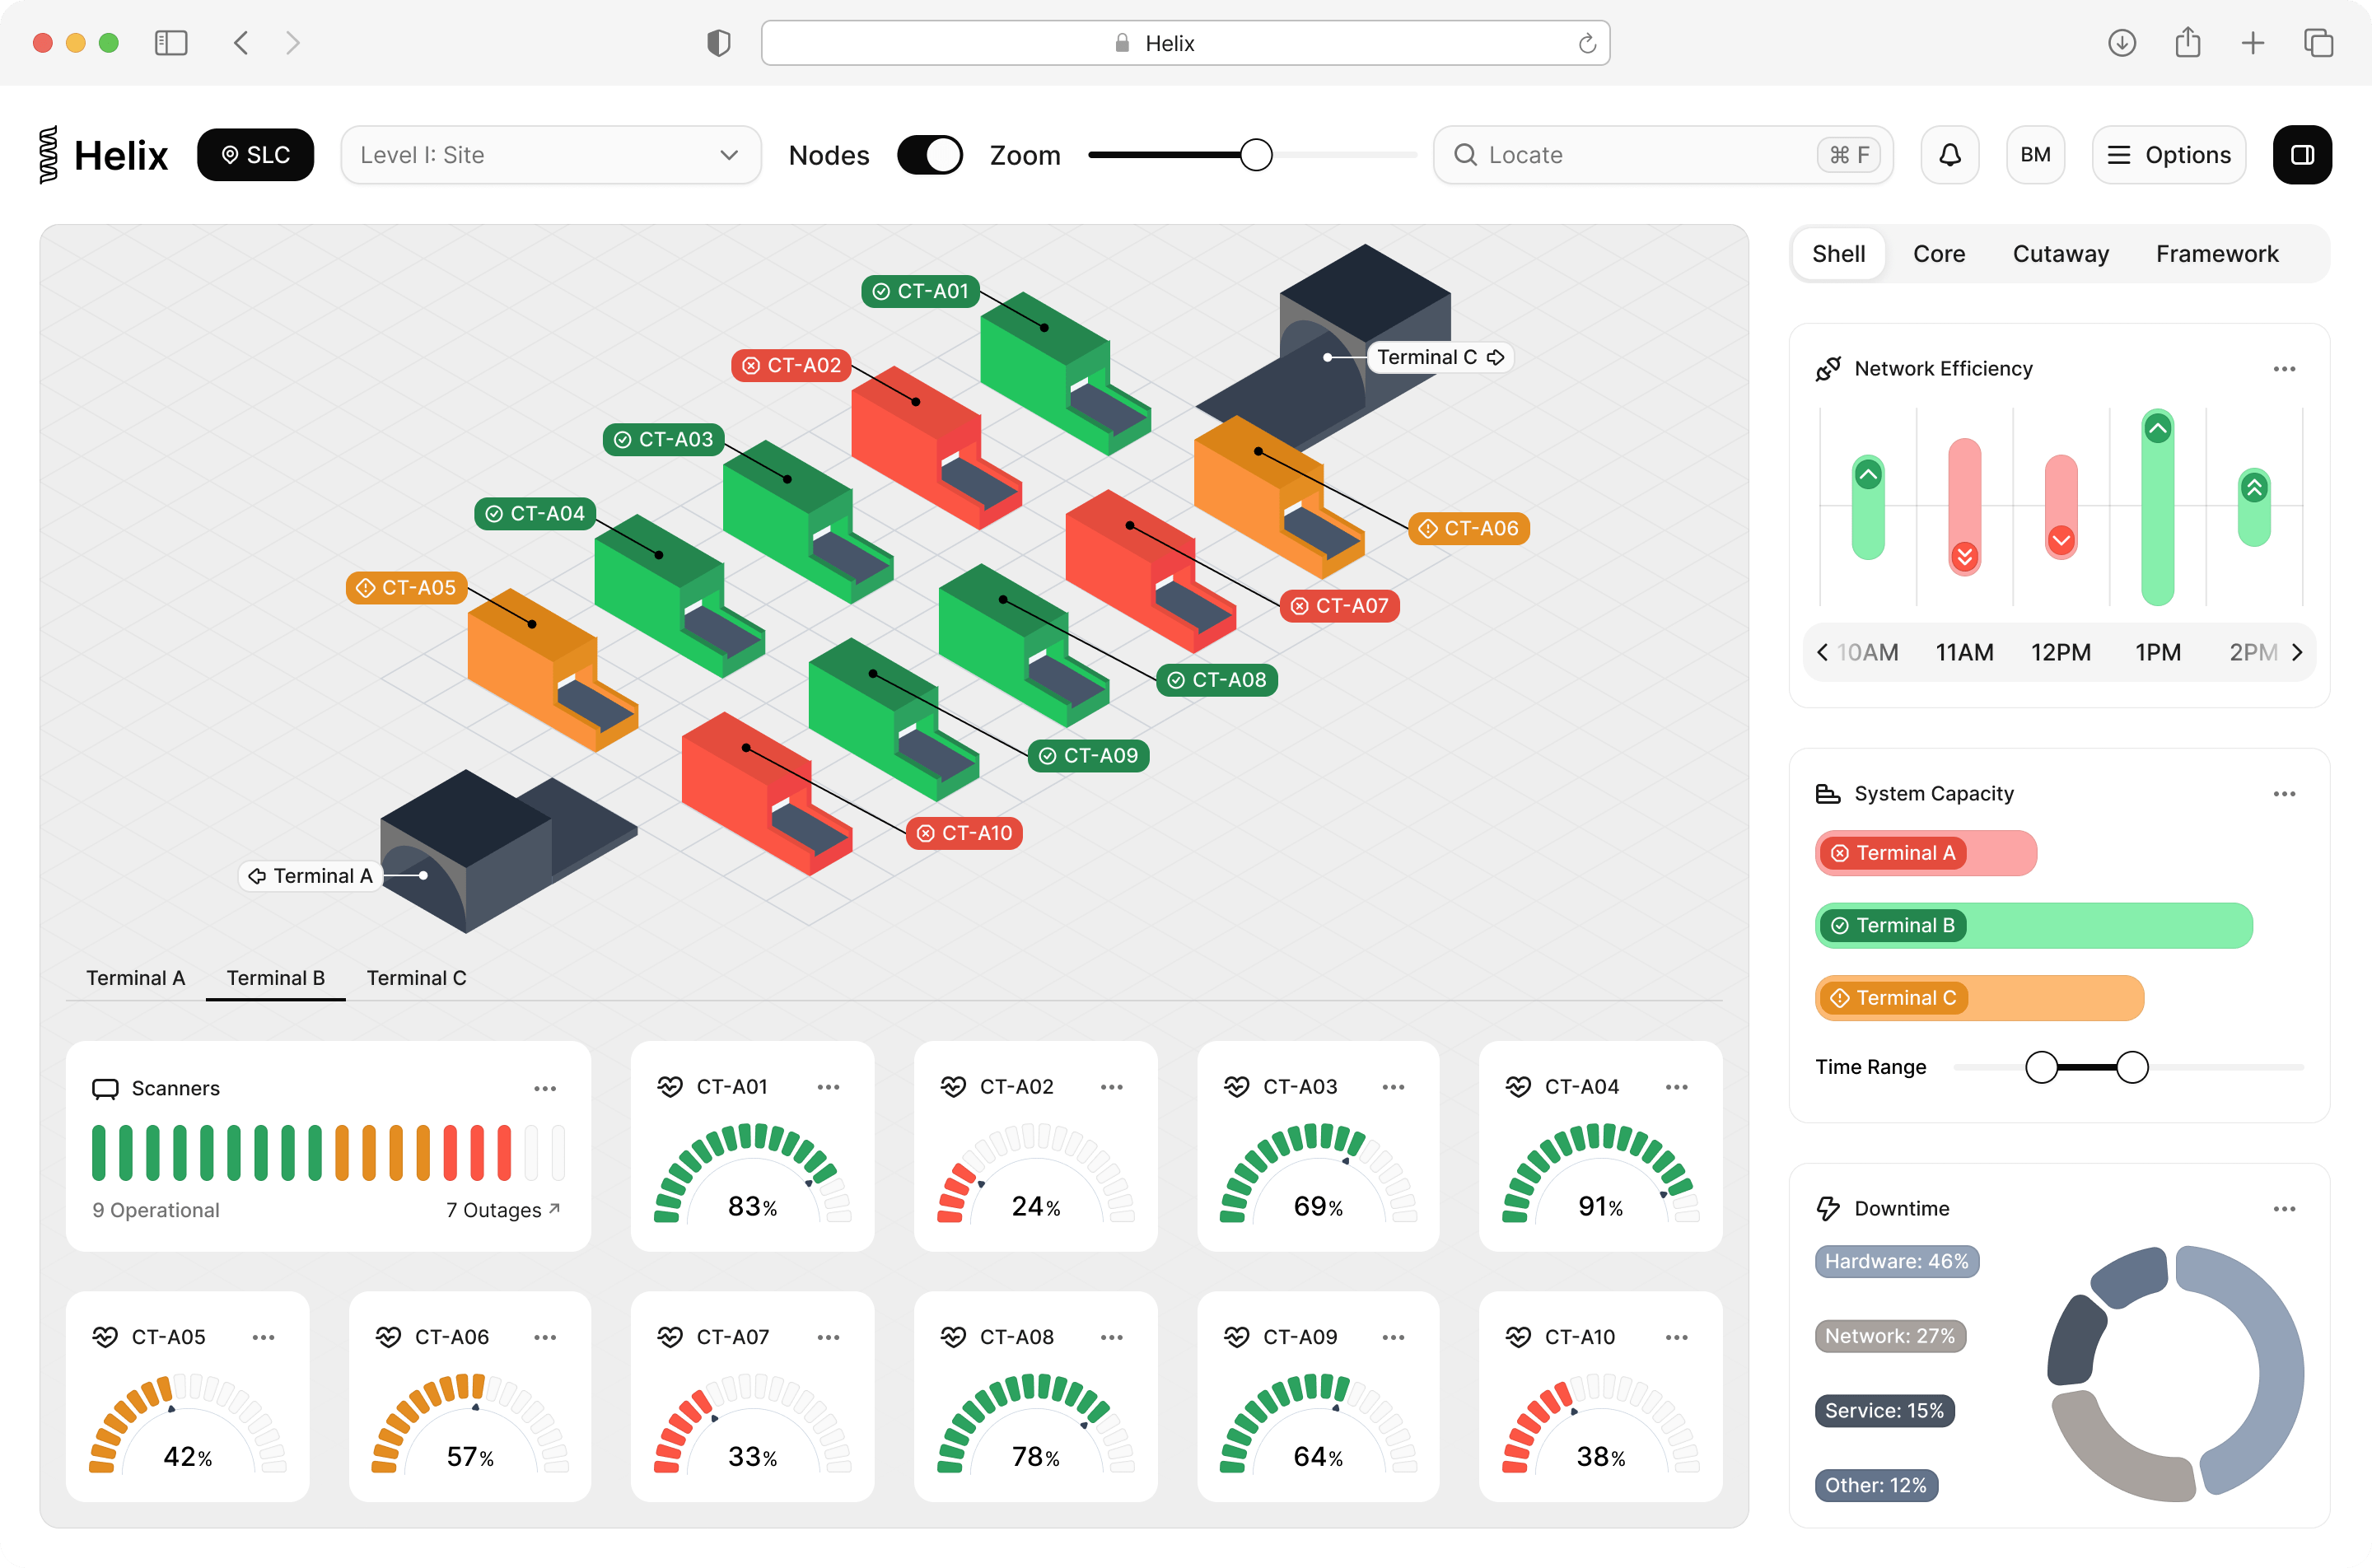 Helix
Helix
SLC
Level I: Site
Nodes
Zoom
Locate
⌘ F
BM
Options
CT-A01
CT-A02
CT-A03
CT-A04
CT-A05
Terminal C
CT-A06
CT-A07
CT-A08
CT-A09
CT-A10
Terminal A
Terminal A
Terminal B
Terminal C
Scanners
9 Operational
7 Outages
CT-A01
83%
CT-A02
24%
CT-A03
69%
CT-A04
91%
CT-A05
42%
CT-A06
57%
CT-A07
33%
CT-A08
78%
CT-A09
64%
CT-A10
38%
Shell
Core
Cutaway
Framework
Network Efficiency
10AM
11AM
12PM
1PM
2PM
System Capacity
Terminal A
Terminal B
Terminal C
Time Range
Downtime
Hardware: 46%
Network: 27%
Service: 15%
Other: 12%